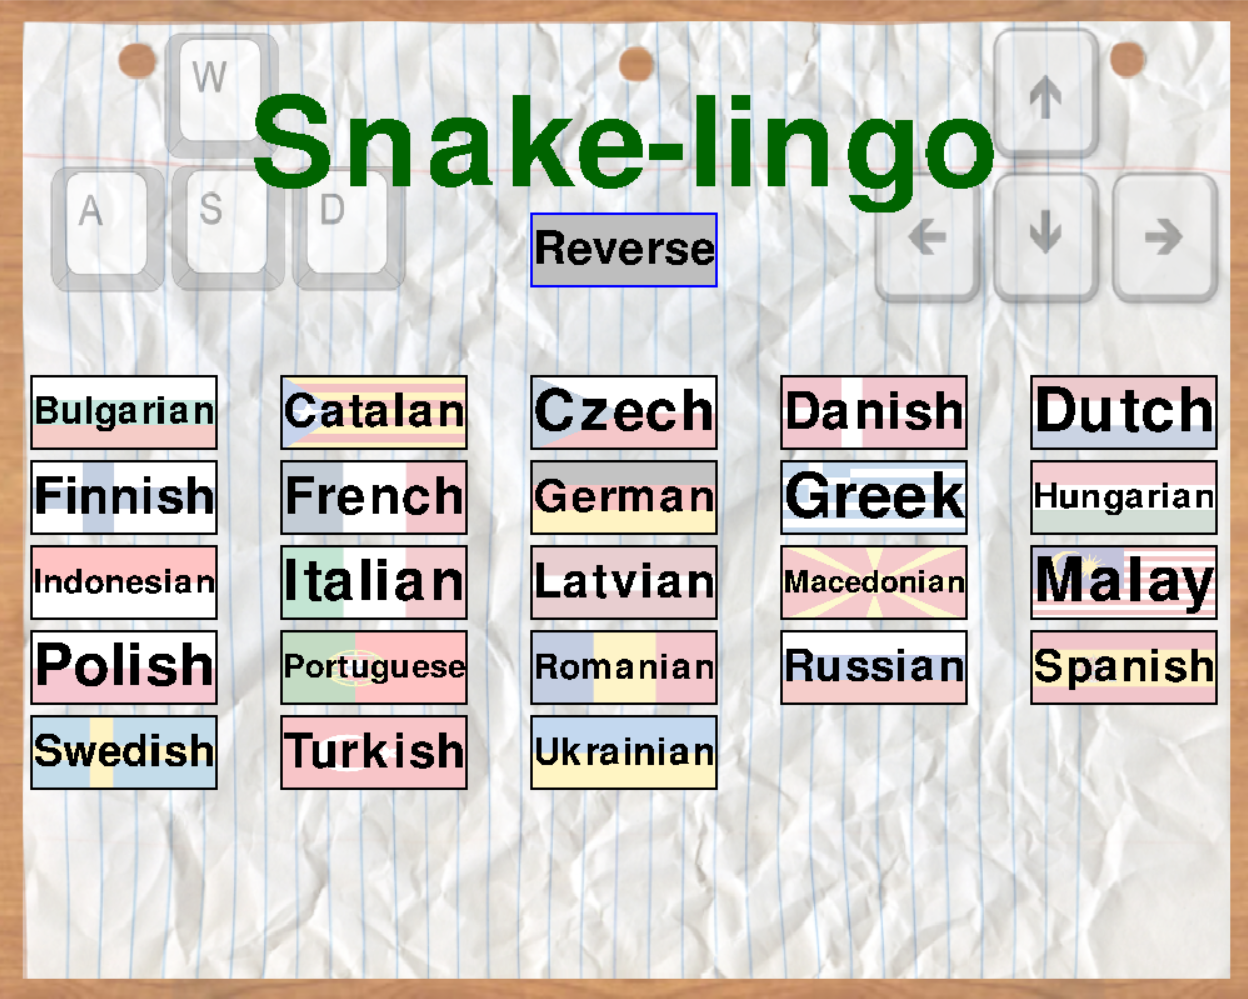 W
Snake-lingo
A S D
Reverse
Bulgarian Catalan Czech Danish Dutch
Finnish French German Greek Hungarian
Indonesian Italian Latvian Macedonian Malay
Polish Portuguese Romanian Russian Spanish
Swedish Turkish Ukrainian